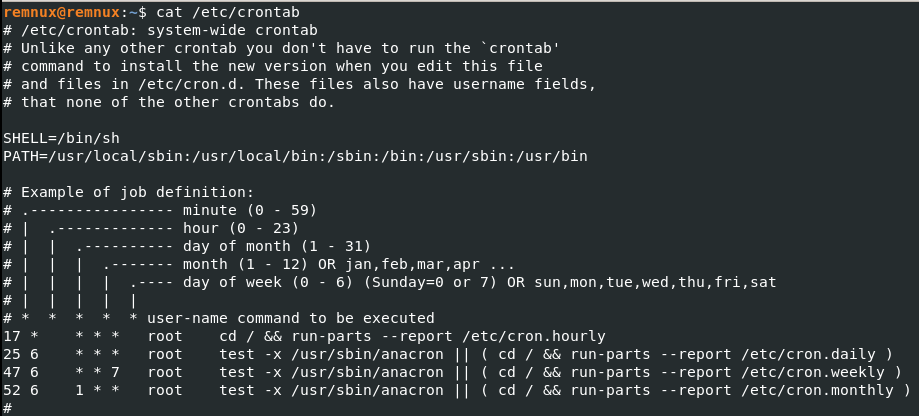 remnux@remnux:~$ cat /etc/crontab
# /etc/crontab: system-wide crontab
# Unlike any other crontab you don't have to run the `crontab'
# command to install the new version when you edit this file
# and files in /etc/cron.d. These files also have username fields,
# that none of the other crontabs do.

SHELL=/bin/sh
PATH=/usr/local/sbin:/usr/local/bin:/sbin:/bin:/usr/sbin:/usr/bin

# Example of job definition:
# .---------------- minute (0 - 59)
# |  .------------- hour (0 - 23)
# |  |  .---------- day of month (1 - 31)
# |  |  |  .------- month (1 - 12) OR jan,feb,mar,apr ...
# |  |  |  |  .---- day of week (0 - 6) (Sunday=0 or 7) OR sun,mon,tue,wed,thu,fri,sat
# |  |  |  |  |
# *  *  *  *  * user-name command to be executed
17 *    * * *   root    cd / && run-parts --report /etc/cron.hourly
25 6    * * *   root    test -x /usr/sbin/anacron || ( cd / && run-parts --report /etc/cron.daily )
47 6    * * 7   root    test -x /usr/sbin/anacron || ( cd / && run-parts --report /etc/cron.weekly )
52 6    1 * *   root    test -x /usr/sbin/anacron || ( cd / && run-parts --report /etc/cron.monthly )
#